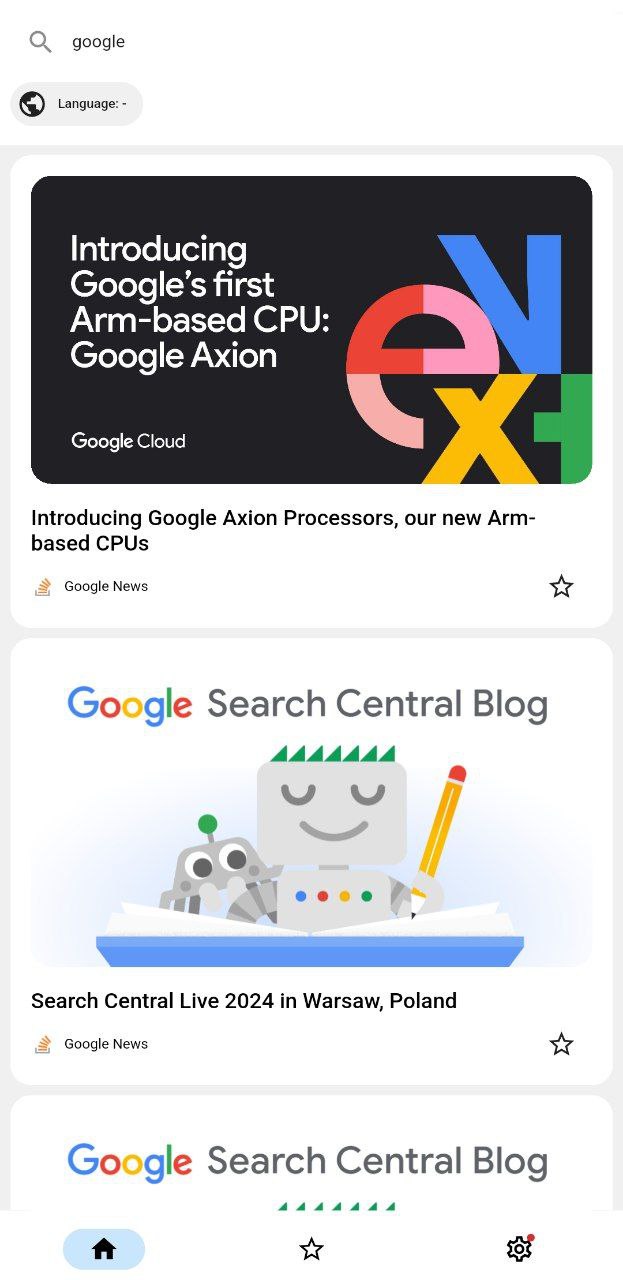 google
Language: -
Introducing
Google's first
Arm-based CPU:
Google Axion
Google Cloud
Introducing Google Axion Processors, our new Arm-
based CPUs
Google News
Google Search Central Blog
Search Central Live 2024 in Warsaw, Poland
Google News
Google Search Central Blog